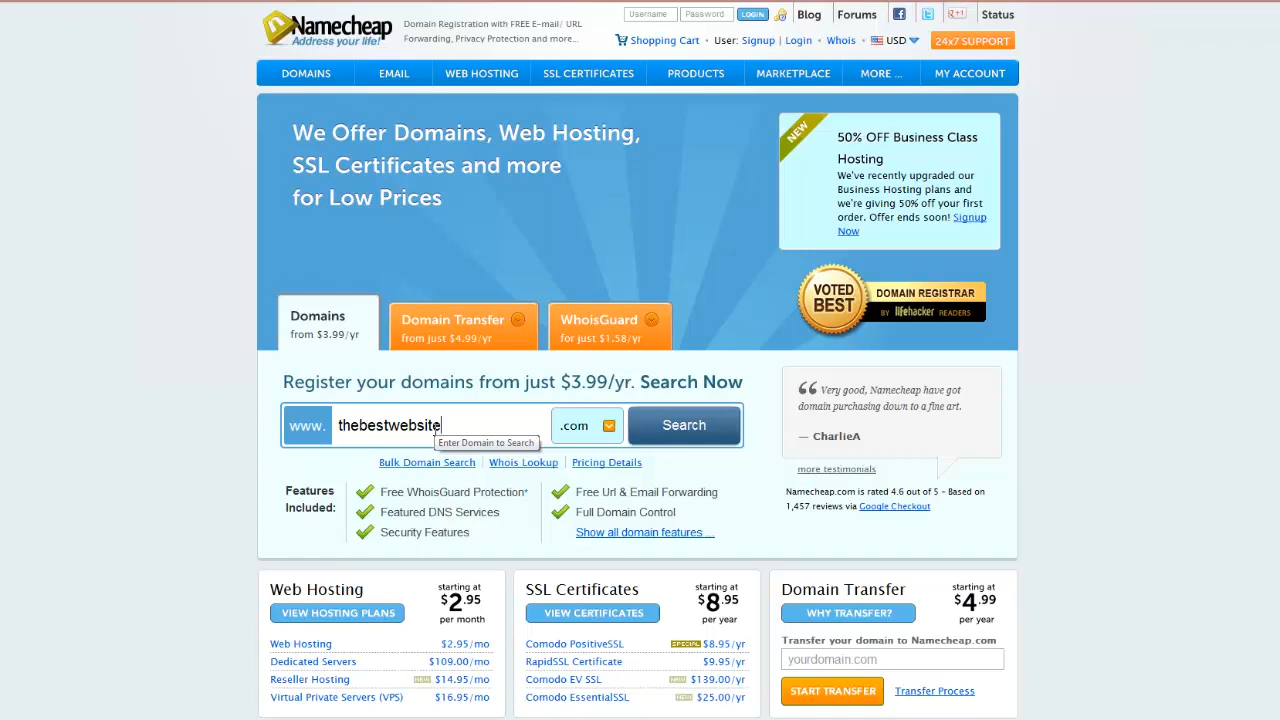 Namecheap
Address your life!
Domain Registration with FREE E-mail/ URL
Forwarding, Privacy Protection and more...
Username
Password
LOGIN
Blog
Forums
Status
Shopping Cart
User: Signup
Login
Whois
USD
24x7 SUPPORT
DOMAINS
EMAIL
WEB HOSTING
SSL CERTIFICATES
PRODUCTS
MARKETPLACE
MORE ...
MY ACCOUNT
We Offer Domains, Web Hosting,
SSL Certificates and more
for Low Prices
NEW
50% OFF Business Class
Hosting
We've recently upgraded our
Business Hosting plans and
we're giving 50% off your first
order. Offer ends soon! Signup
Now
VOTED
BEST
DOMAIN REGISTRAR
BY lifehacker READERS
Domains
from $3.99/yr
Domain Transfer
from just $4.99/yr
WhoisGuard
for just $1.58/yr
Register your domains from just $3.99/yr. Search Now
www.
thebestwebsite
.com
Search
Enter Domain to Search
Bulk Domain Search
Whois Lookup
Pricing Details
Features
Included:
Free WhoisGuard Protection*
Featured DNS Services
Security Features
Free Url & Email Forwarding
Full Domain Control
Show all domain features ...
Very good, Namecheap have got
domain purchasing down to a fine art.
— CharlieA
more testimonials
Namecheap.com is rated 4.6 out of 5 - Based on
1,457 reviews via Google Checkout
Web Hosting
starting at
$2.95
per month
VIEW HOSTING PLANS
Web Hosting $2.95/mo
Dedicated Servers $109.00/mo
Reseller Hosting $14.95/mo
Virtual Private Servers (VPS) $16.95/mo
SSL Certificates
starting at
$8.95
per year
VIEW CERTIFICATES
Comodo PositiveSSL SPECIAL $8.95/yr
RapidSSL Certificate $9.95/yr
Comodo EV SSL $139.00/yr
Comodo EssentialSSL $25.00/yr
Domain Transfer
starting at
$4.99
per year
WHY TRANSFER?
Transfer your domain to Namecheap.com
yourdomain.com
START TRANSFER
Transfer Process